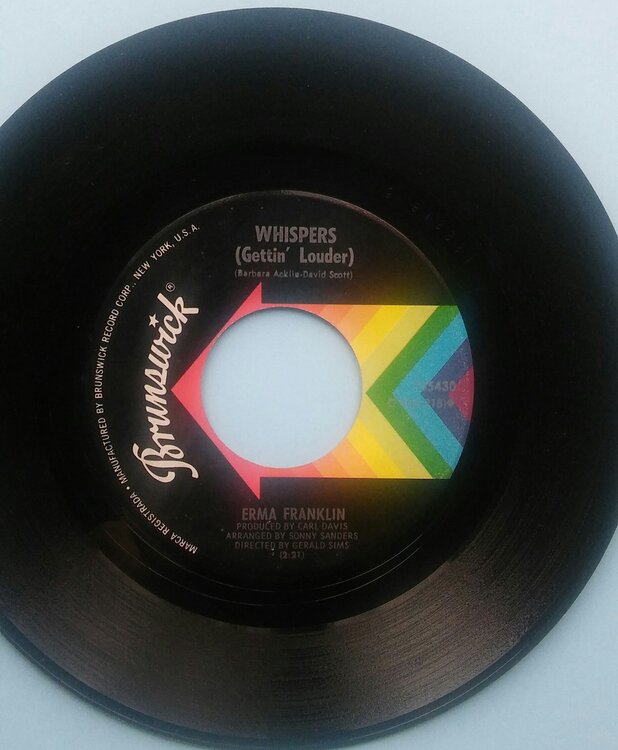 WHISPERS
(Gettin' Louder)
(Barbara Acklin-David Scott)
Brunswick®
MARCA REGISTRADA • MANUFACTURED BY BRUNSWICK RECORD CORP., NEW YORK, U.S.A.
ERMA FRANKLIN
PRODUCED BY CARL DAVIS
ARRANGED BY SONNY SANDERS
DIRECTED BY GERALD SIMS
(2:21)